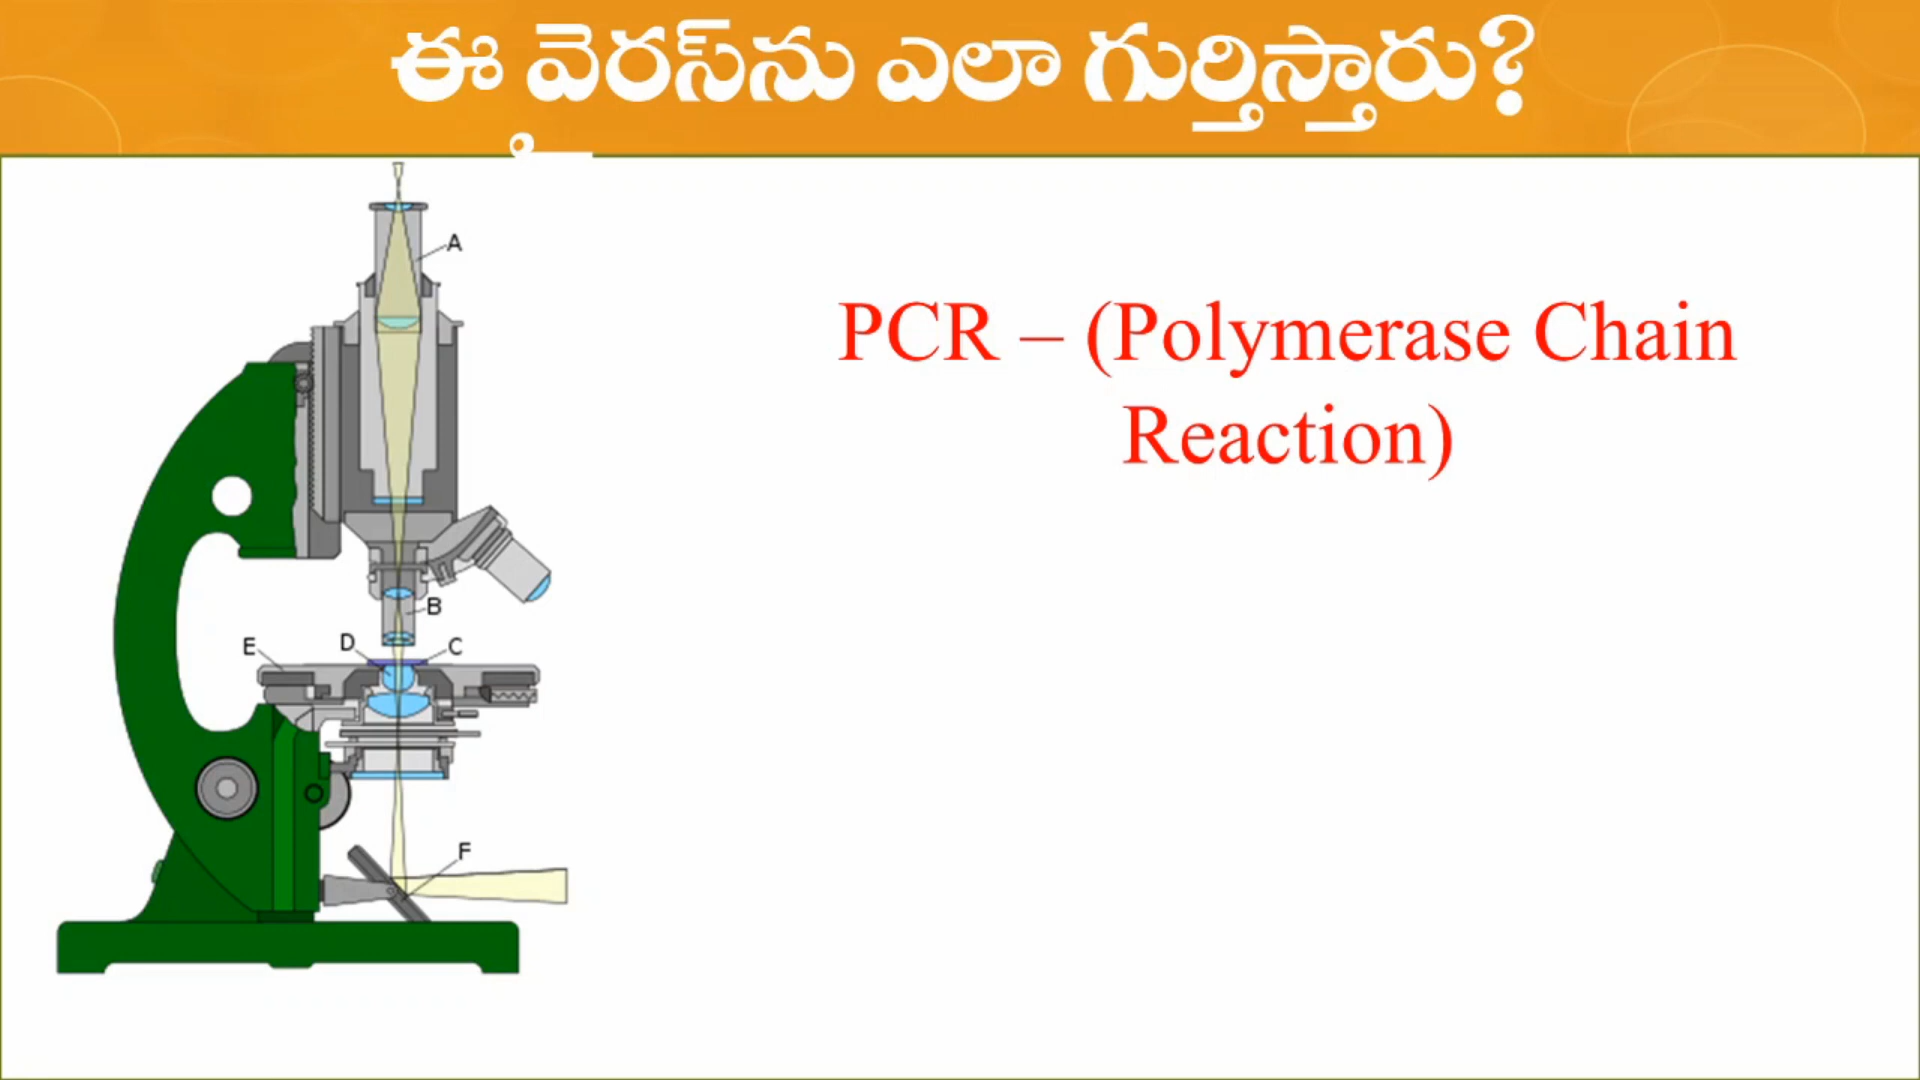 ఈ వైరస్‌ను ఎలా గుర్తిస్తారు?
A
PCR – (Polymerase Chain
Reaction)
B
E
D
C
F